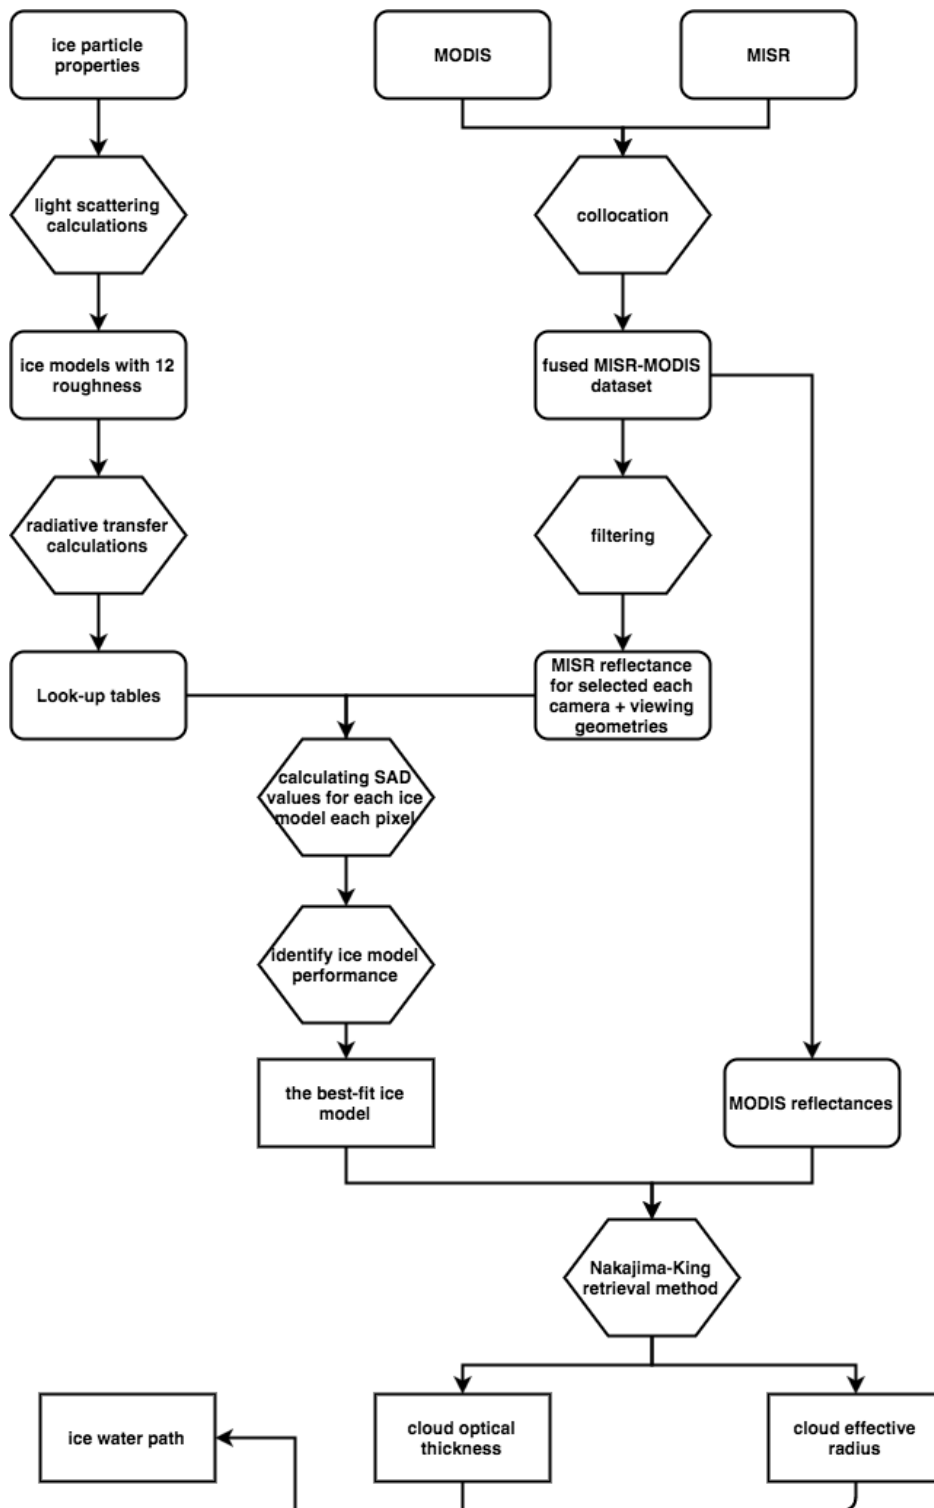 ice particle
properties
MODIS
MISR
light scattering
calculations
collocation
ice models with 12
roughness
fused MISR-MODIS
dataset
radiative transfer
calculations
filtering
Look-up tables
MISR reflectance
for selected each
camera + viewing
geometries
calculating SAD
values for each ice
model each pixel
identify ice model
performance
the best-fit ice
model
MODIS reflectances
Nakajima-King
retrieval method
ice water path
cloud optical
thickness
cloud effective
radius